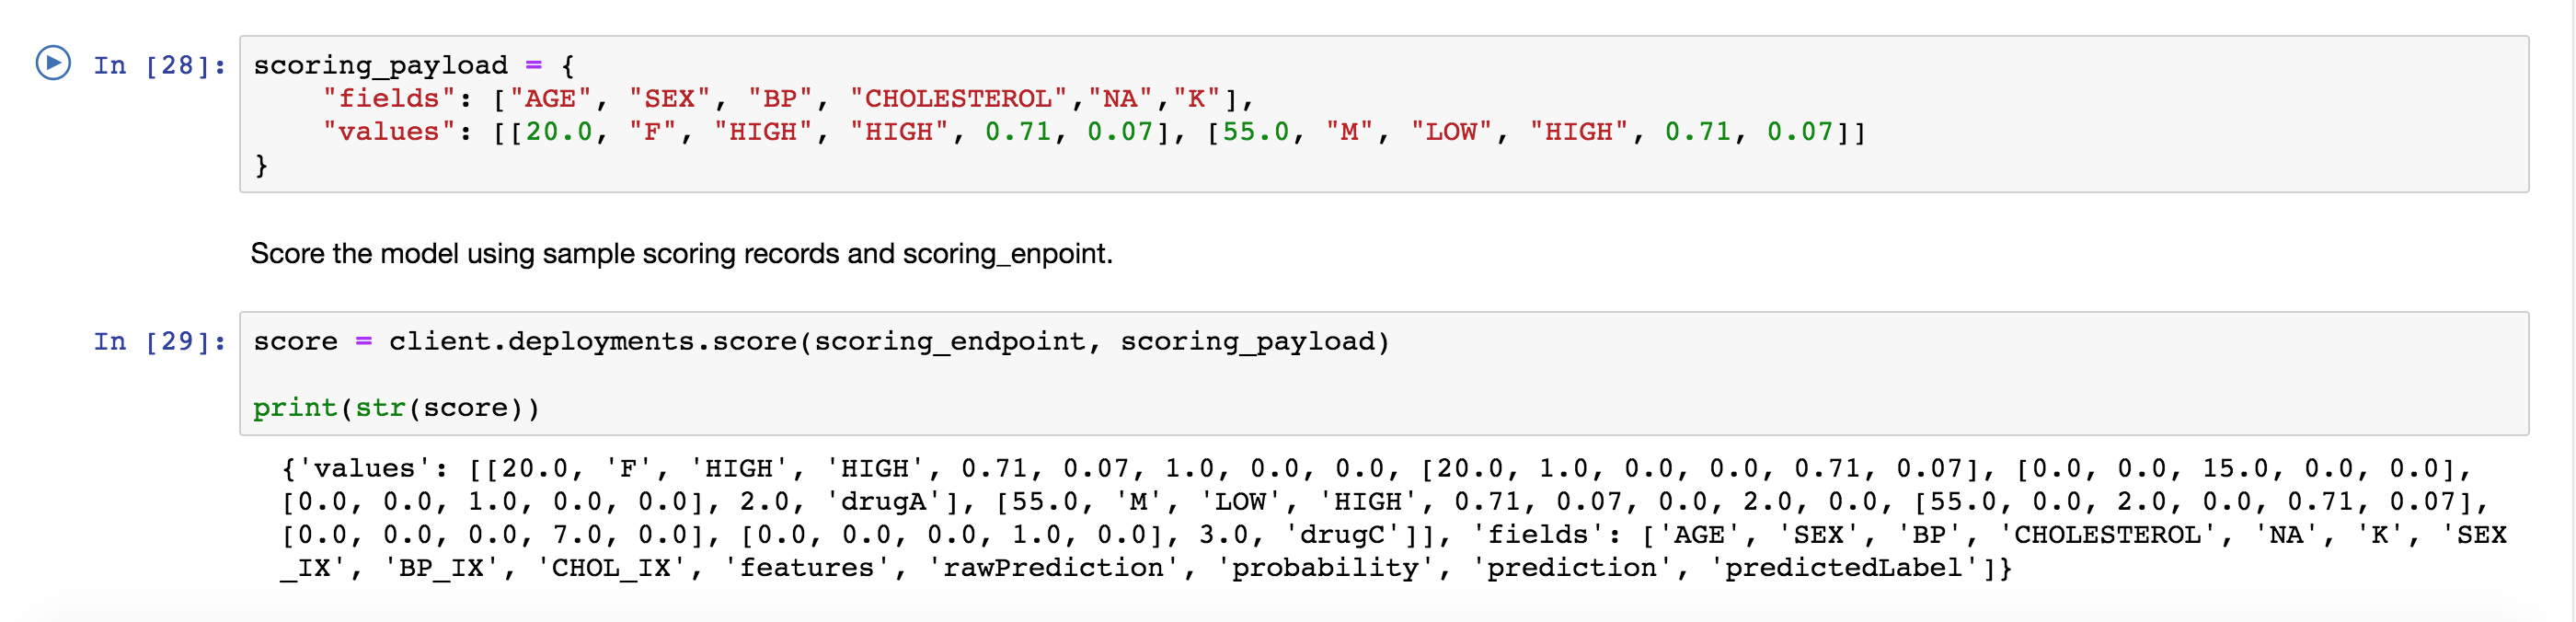 In [28]: scoring_payload = {
"fields": ["AGE", "SEX", "BP", "CHOLESTEROL","NA","K"],
"values": [[20.0, "F", "HIGH", "HIGH", 0.71, 0.07], [55.0, "M", "LOW", "HIGH", 0.71, 0.07]]
}
Score the model using sample scoring records and scoring_enpoint.
In [29]: score = client.deployments.score(scoring_endpoint, scoring_payload)
print(str(score))
{'values': [[20.0, 'F', 'HIGH', 'HIGH', 0.71, 0.07, 1.0, 0.0, 0.0, [20.0, 1.0, 0.0, 0.0, 0.71, 0.07], [0.0, 0.0, 15.0, 0.0, 0.0],
[0.0, 0.0, 1.0, 0.0, 0.0], 2.0, 'drugA'], [55.0, 'M', 'LOW', 'HIGH', 0.71, 0.07, 0.0, 2.0, 0.0, [55.0, 0.0, 2.0, 0.0, 0.71, 0.07],
[0.0, 0.0, 0.0, 7.0, 0.0], [0.0, 0.0, 0.0, 1.0, 0.0], 3.0, 'drugC']], 'fields': ['AGE', 'SEX', 'BP', 'CHOLESTEROL', 'NA', 'K', 'SEX
_IX', 'BP_IX', 'CHOL_IX', 'features', 'rawPrediction', 'probability', 'prediction', 'predictedLabel']}